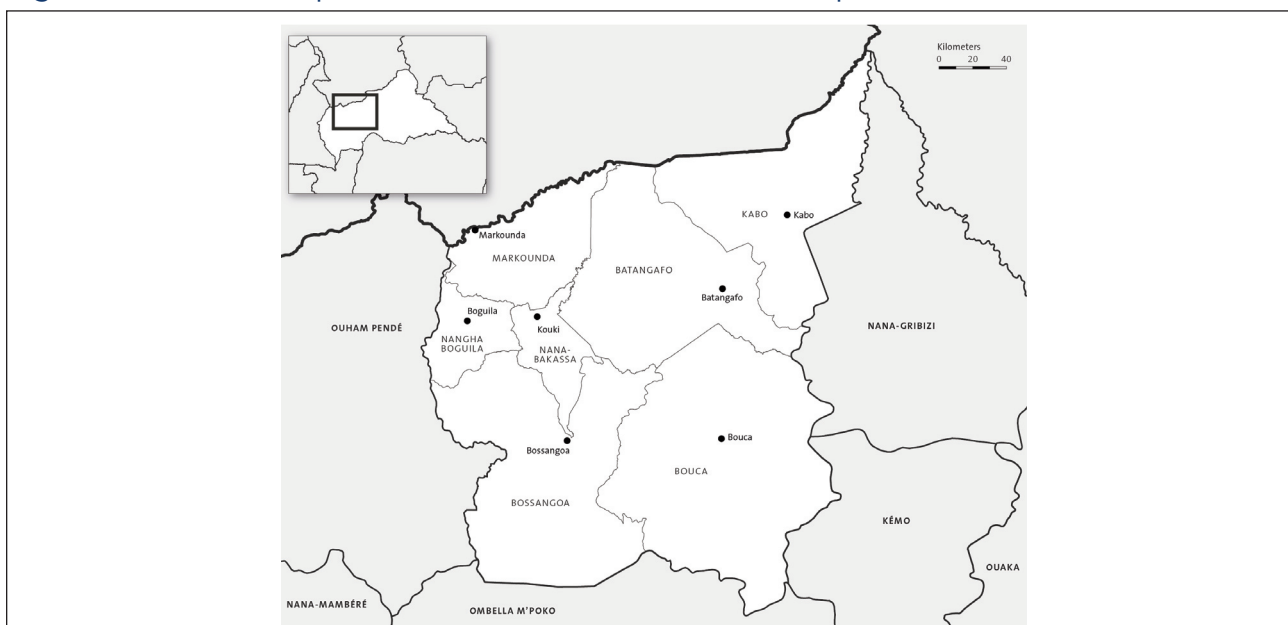 Kilometers
0 20 40
KABO
Kabo
Markounda
MARKOUNDA
BATANGAFO
Batangafo
Boguila
Kouki
OUHAM PENDÉ
NANA-GRIBIZI
NANGHA
BOGUILA
NANA-
BAKASSA
Bouca
Bossangoa
BOUCA
BOSSANGOA
KÉMO
OUAKA
NANA-MAMBÉRÉ
OMBELLA M'POKO